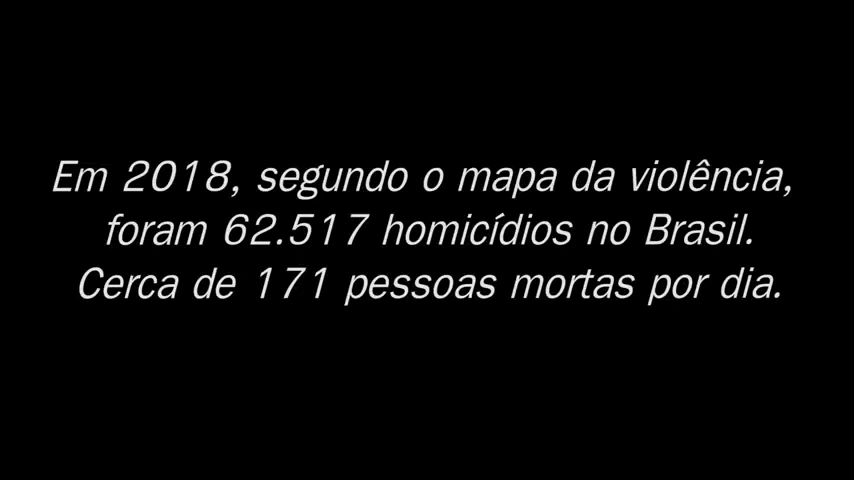 Em 2018, segundo o mapa da violência,
foram 62.517 homicídios no Brasil.
Cerca de 171 pessoas mortas por dia.